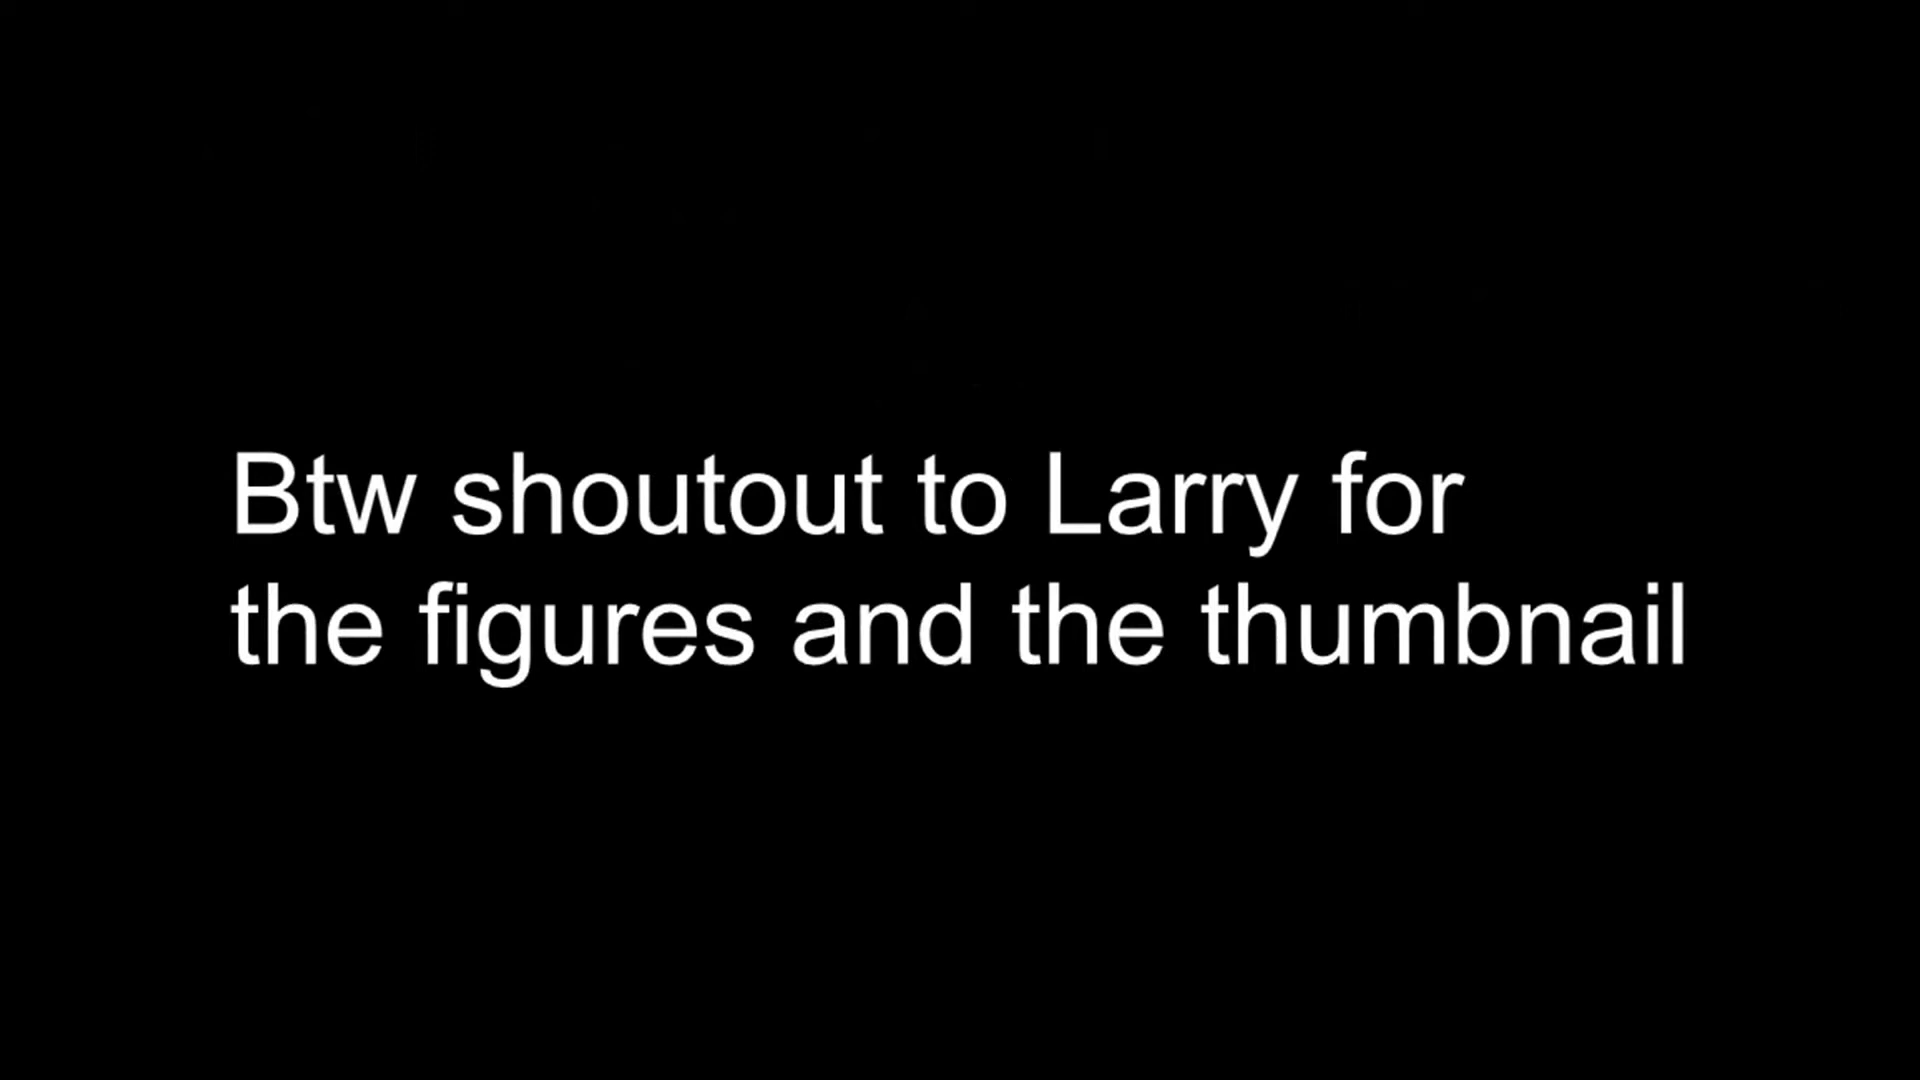 Btw shoutout to Larry for
the figures and the thumbnail